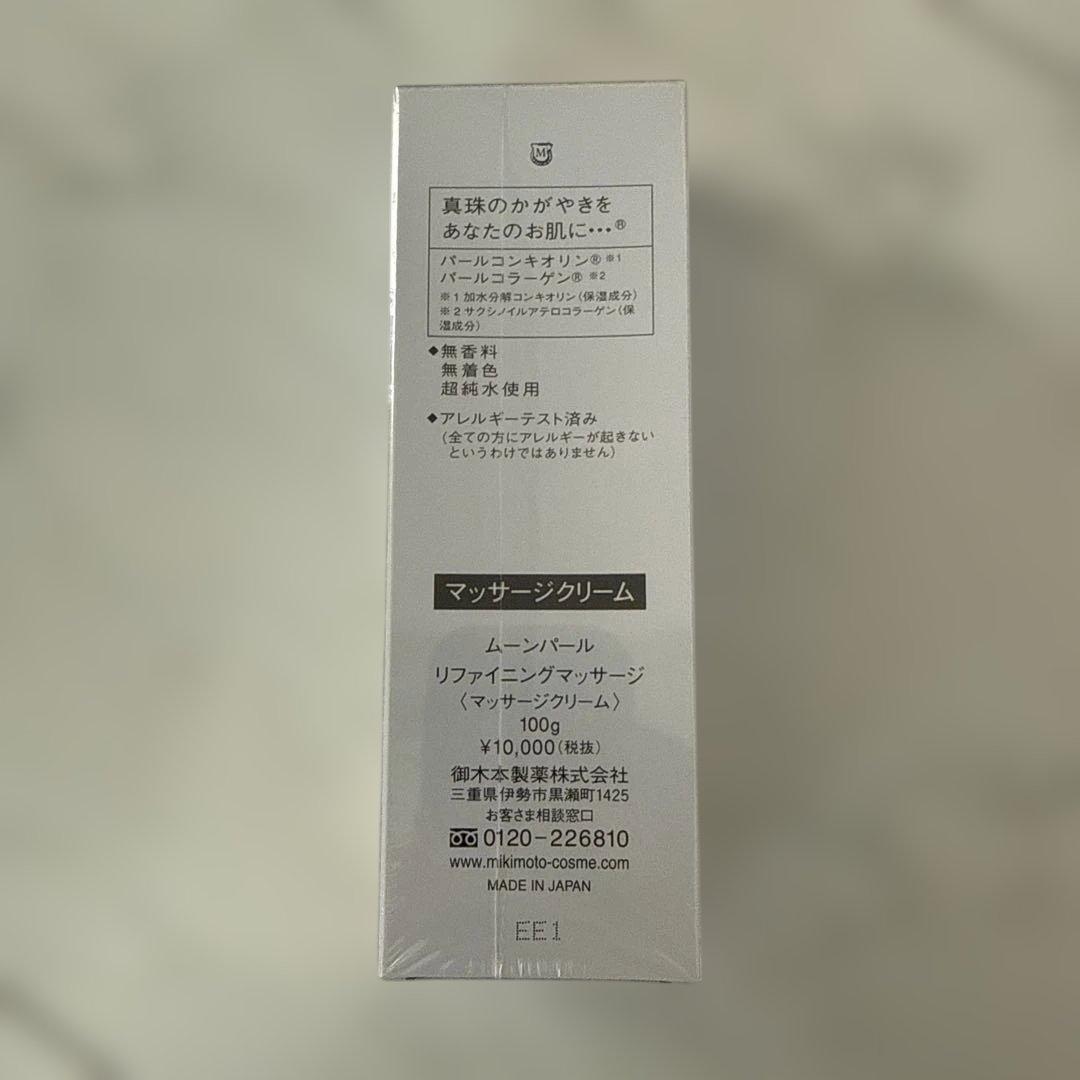 M
真珠のかがやきを
あなたのお肌に…®
パールコンキオリン®※1
パールコラーゲン®※2
※1 加水分解コンキオリン(保湿成分)
※2 サクシノイルアテロコラーゲン(保
湿成分)
◆無香料
無着色
超純水使用
◆アレルギーテスト済み
(全ての方にアレルギーが起きない
というわけではありません)
マッサージクリーム
ムーンパール
リファイニングマッサージ
〈マッサージクリーム〉
100g
¥10,000(税抜)
御木本製薬株式会社
三重県伊勢市黒瀬町1425
お客さま相談窓口
0120-226810
www.mikimoto-cosme.com
MADE IN JAPAN
EE1